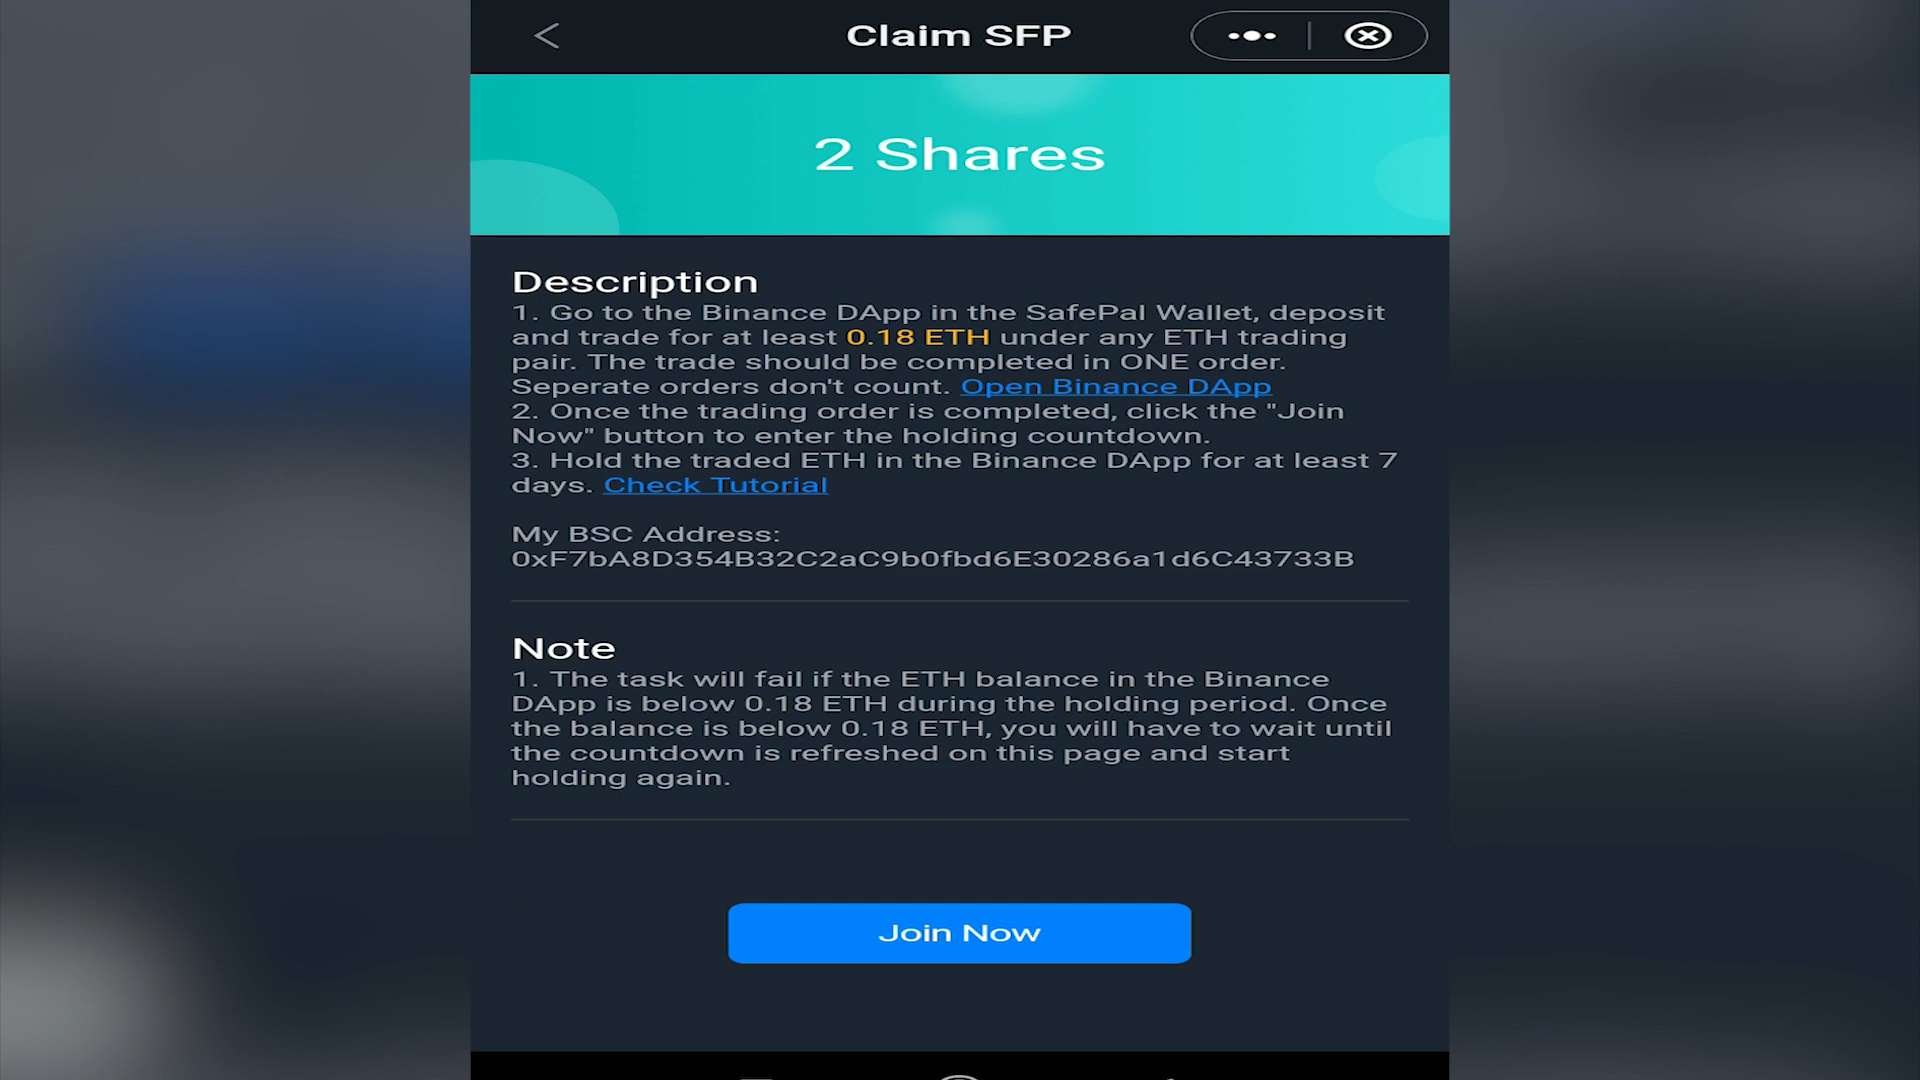 Claim SFP
2 Shares
Description
1. Go to the Binance DApp in the SafePal Wallet, deposit
and trade for at least 0.18 ETH under any ETH trading
pair. The trade should be completed in ONE order.
Seperate orders don't count. Open Binance DApp
2. Once the trading order is completed, click the "Join
Now" button to enter the holding countdown.
3. Hold the traded ETH in the Binance DApp for at least 7
days. Check Tutorial
My BSC Address:
0xF7bA8D354B32C2aC9b0fbd6E30286a1d6C43733B
Note
1. The task will fail if the ETH balance in the Binance
DApp is below 0.18 ETH during the holding period. Once
the balance is below 0.18 ETH, you will have to wait until
the countdown is refreshed on this page and start
holding again.
Join Now